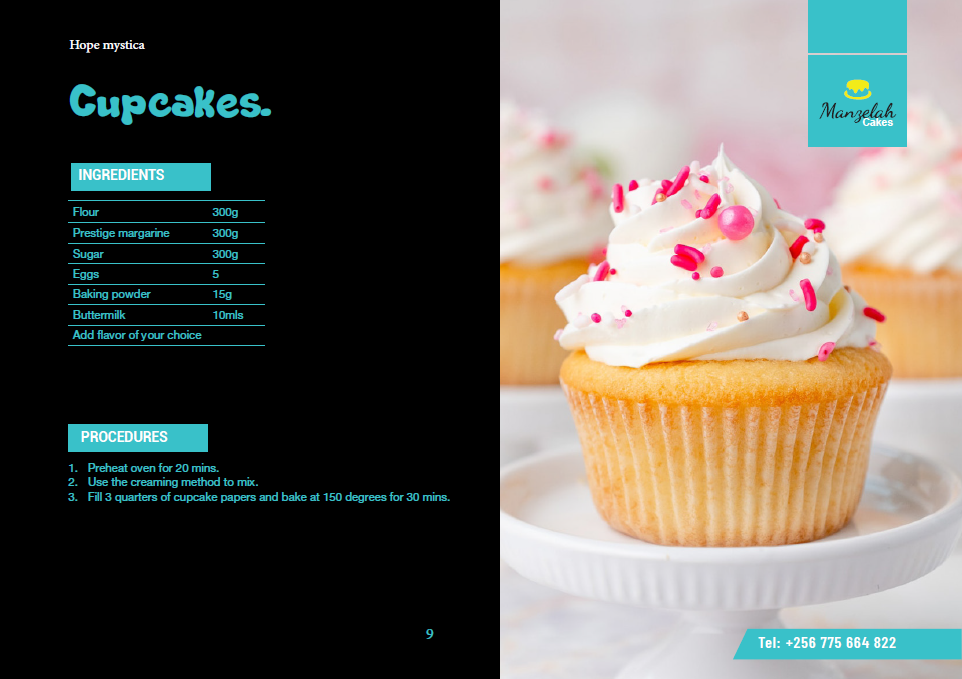 Hope mystica
Cupcakes.
INGREDIENTS
Flour 300g
Prestige margarine 300g
Sugar 300g
Eggs 5
Baking powder 15g
Buttermilk 10mls
Add flavor of your choice
PROCEDURES
1. Preheat oven for 20 mins.
2. Use the creaming method to mix.
3. Fill 3 quarters of cupcake papers and bake at 150 degrees for 30 mins.
9
Manzelah
Cakes
Tel: +256 775 664 822